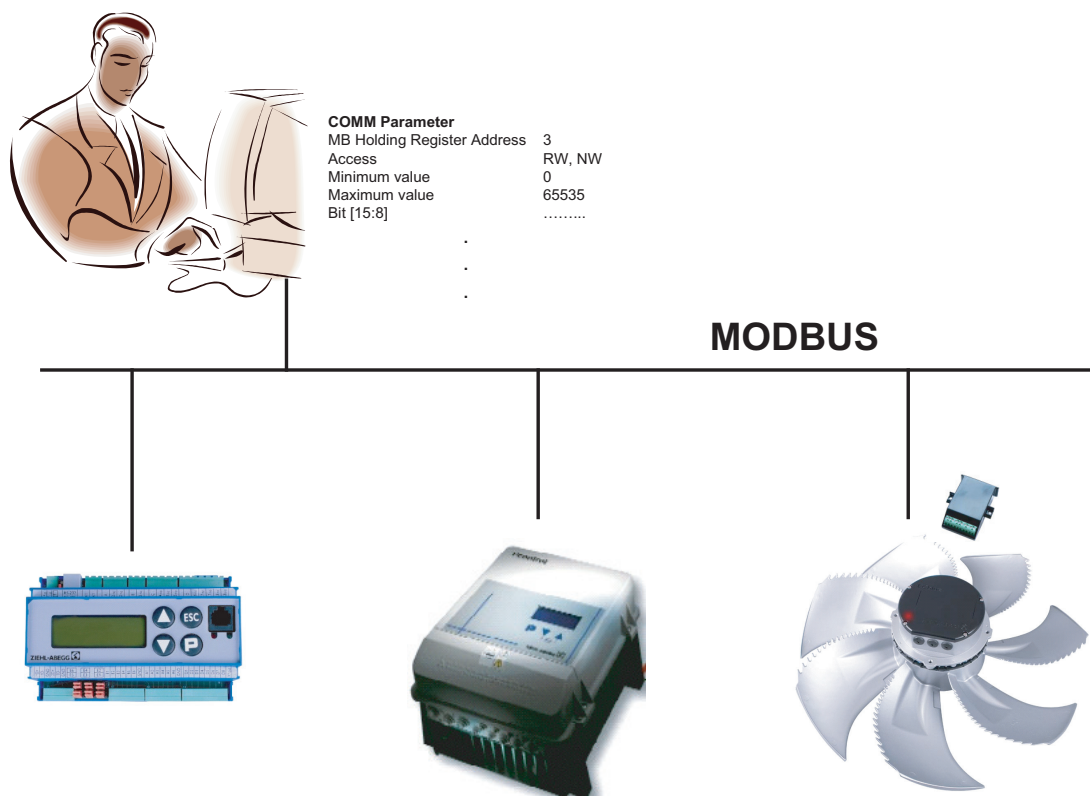 COMM Parameter
MB Holding Register Address 3
Access RW, NW
Minimum value 0
Maximum value 65535
Bit [15:8] ……...
.
.
.
MODBUS
ESC
P
ZIEHL-ABEGG
P